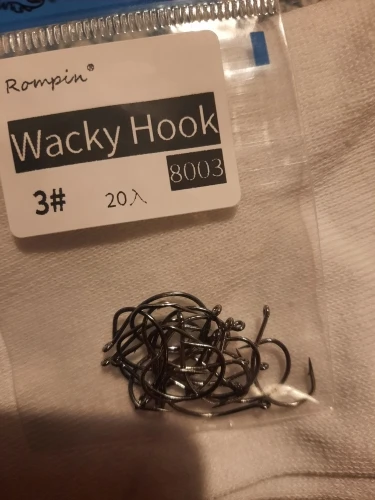 Rompin®
Wacky Hook
8003
3#
20入